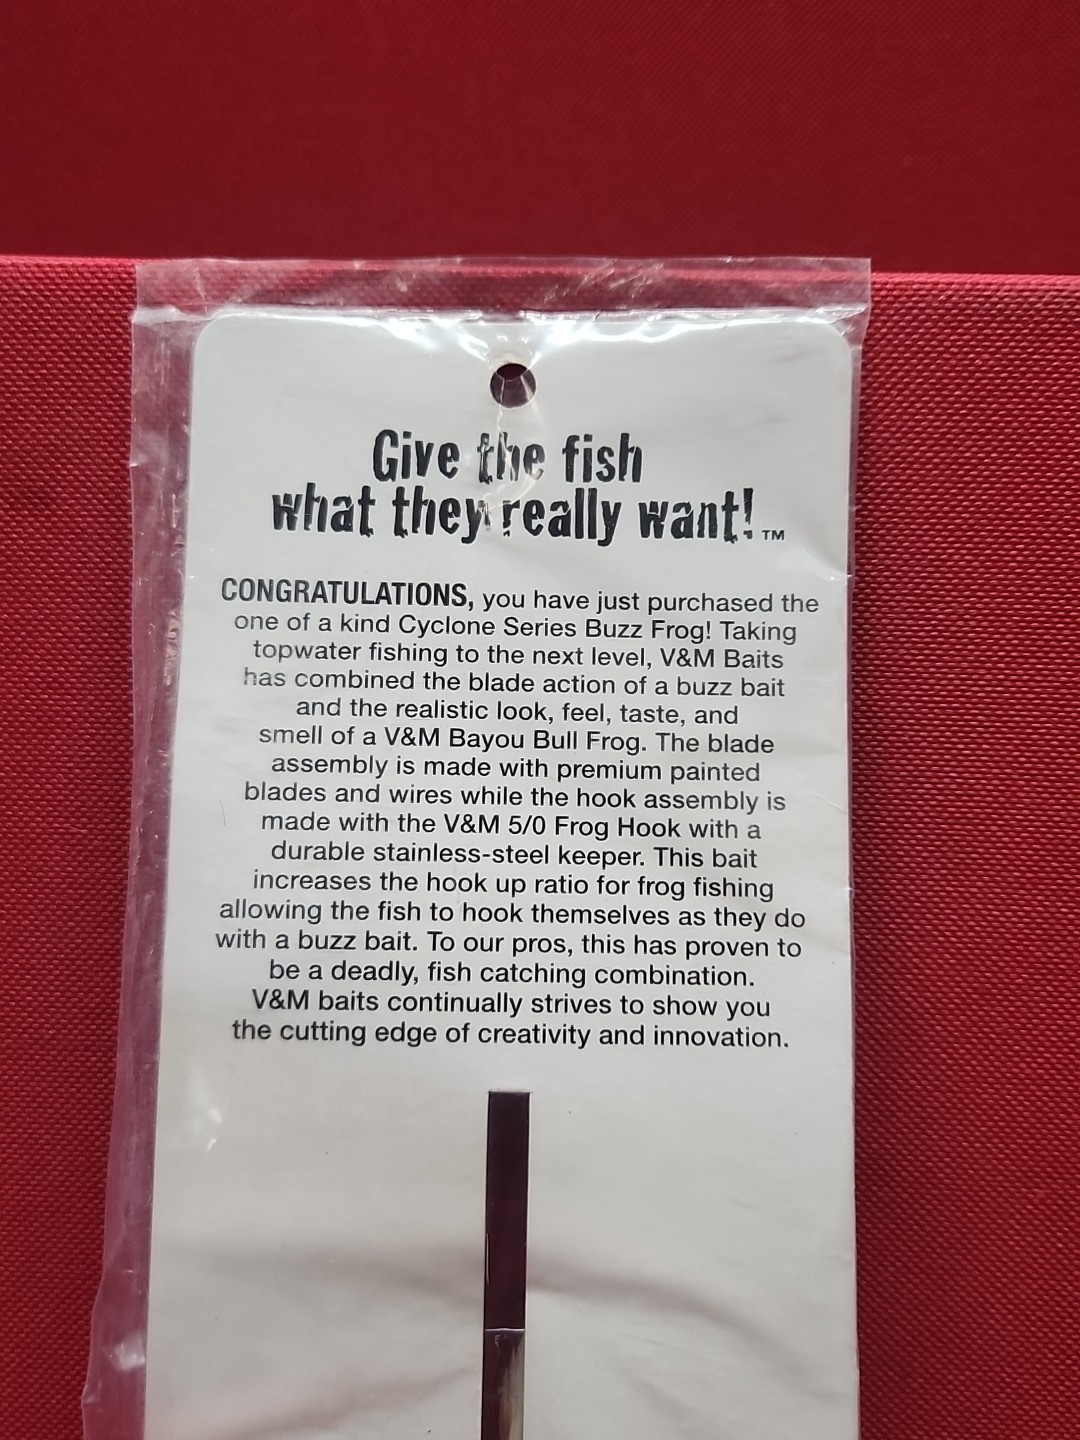 Give the fish
what they really want!™
CONGRATULATIONS, you have just purchased the
one of a kind Cyclone Series Buzz Frog! Taking
topwater fishing to the next level, V&M Baits
has combined the blade action of a buzz bait
and the realistic look, feel, taste, and
smell of a V&M Bayou Bull Frog. The blade
assembly is made with premium painted
blades and wires while the hook assembly is
made with the V&M 5/0 Frog Hook with a
durable stainless-steel keeper. This bait
increases the hook up ratio for frog fishing
allowing the fish to hook themselves as they do
with a buzz bait. To our pros, this has proven to
be a deadly, fish catching combination.
V&M baits continually strives to show you
the cutting edge of creativity and innovation.